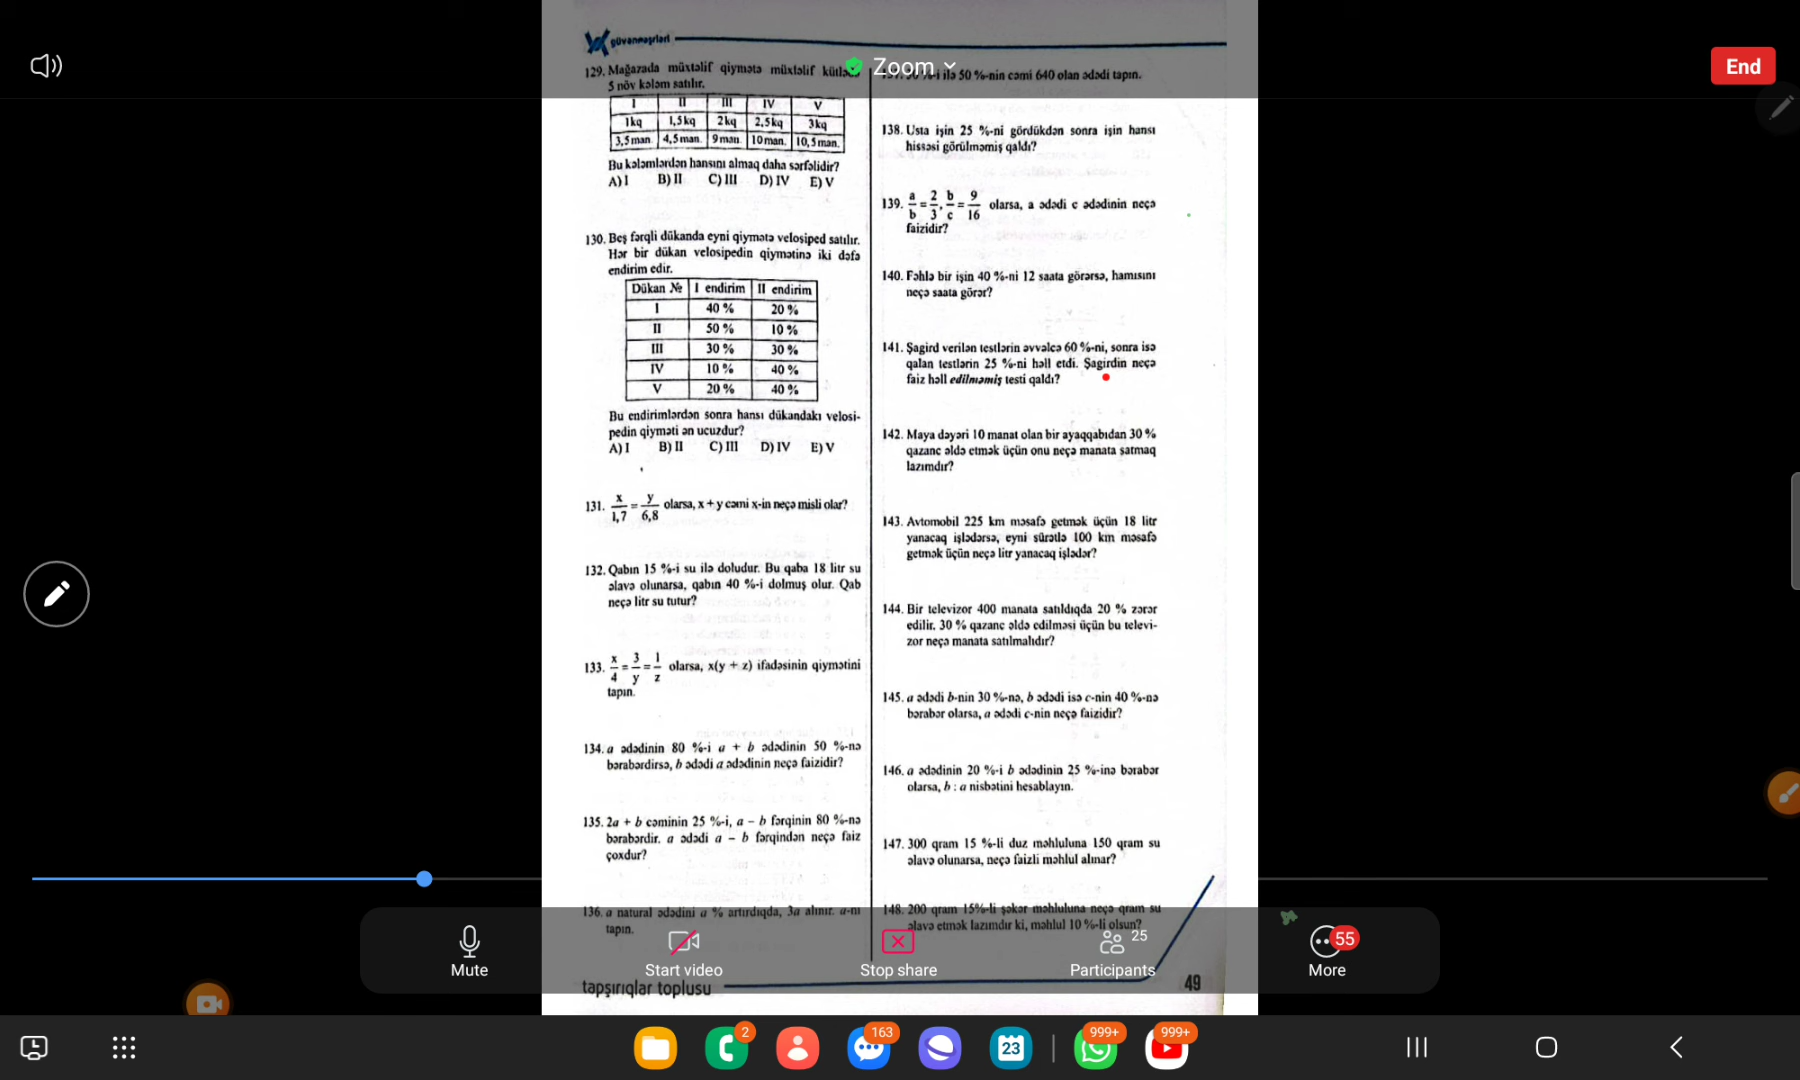 güvənnəşrləri
Zoom
End
129. Mağazada müxtəlif qiymətə müxtəlif kütlədə
5 növ kələm satılır.
I II III IV V
1kq 1,5kq 2kq 2,5kq 3kq
3,5man. 4,5man. 9man. 10man. 10,5man.
Bu kələmlərdən hansını almaq daha sərfəlidir?
A) I B) II C) III D) IV E) V
130. Beş fərqli dükanda eyni qiymətə velosiped satılır.
Hər bir dükan velosipedin qiymətinə iki dəfə
endirim edir.
Dükan № I endirim II endirim
I 40 % 20 %
II 50 % 10 %
III 30 % 30 %
IV 10 % 40 %
V 20 % 40 %
Bu endirimlərdən sonra hansı dükandakı velosi-
pedin qiyməti ən ucuzdur?
A) I B) II C) III D) IV E) V
131. x/1,7 = y/6,8 olarsa, x + y cəmi x-in neçə misli olar?
132. Qabın 15 %-i su ilə doludur. Bu qaba 18 litr su
əlavə olunarsa, qabın 40 %-i dolmuş olur. Qab
neçə litr su tutur?
133. x/4 = 3/y = 1/z olarsa, x(y + z) ifadəsinin qiymətini
tapın.
134. a ədədinin 80 %-i a + b ədədinin 50 %-nə
bərabərdirsə, b ədədi a ədədinin neçə faizidir?
135. 2a + b cəminin 25 %-i, a – b fərqinin 80 %-nə
bərabərdir. a ədədi a – b fərqindən neçə faiz
çoxdur?
136. a natural ədədini a % artırdıqda, 3a alınır. a-nı
tapın.
137. 30 %-i ilə 50 %-nin cəmi 640 olan ədədi tapın.
138. Usta işin 25 %-ni gördükdən sonra işin hansı
hissəsi görülməmiş qaldı?
139. a/b = 2/3, b/c = 9/16 olarsa, a ədədi c ədədinin neçə
faizidir?
140. Fəhlə bir işin 40 %-ni 12 saata görərsə, hamısını
neçə saata görər?
141. Şagird verilən testlərin əvvəlcə 60 %-ni, sonra isə
qalan testlərin 25 %-ni həll etdi. Şagirdin neçə
faiz həll edilməmiş testi qaldı?
142. Maya dəyəri 10 manat olan bir ayaqqabıdan 30 %
qazanc əldə etmək üçün onu neçə manata satmaq
lazımdır?
143. Avtomobil 225 km məsafə getmək üçün 18 litr
yanacaq işlədərsə, eyni sürətlə 100 km məsafə
getmək üçün neçə litr yanacaq işlədər?
144. Bir televizor 400 manata satıldıqda 20 % zərər
edilir. 30 % qazanc əldə edilməsi üçün bu televi-
zor neçə manata satılmalıdır?
145. a ədədi b-nin 30 %-nə, b ədədi isə c-nin 40 %-nə
bərabər olarsa, a ədədi c-nin neçə faizidir?
146. a ədədinin 20 %-i b ədədinin 25 %-inə bərabər
olarsa, b : a nisbətini hesablayın.
147. 300 qram 15 %-li duz məhluluna 150 qram su
əlavə olunarsa, neçə faizli məhlul alınar?
148. 200 qram 15%-li şəkər məhluluna neçə qram su
əlavə etmək lazımdır ki, məhlul 10 %-li olsun?
tapşırıqlar toplusu
49
Mute
Start video
Stop share
25
Participants
55
More
2
163
23
999+
999+